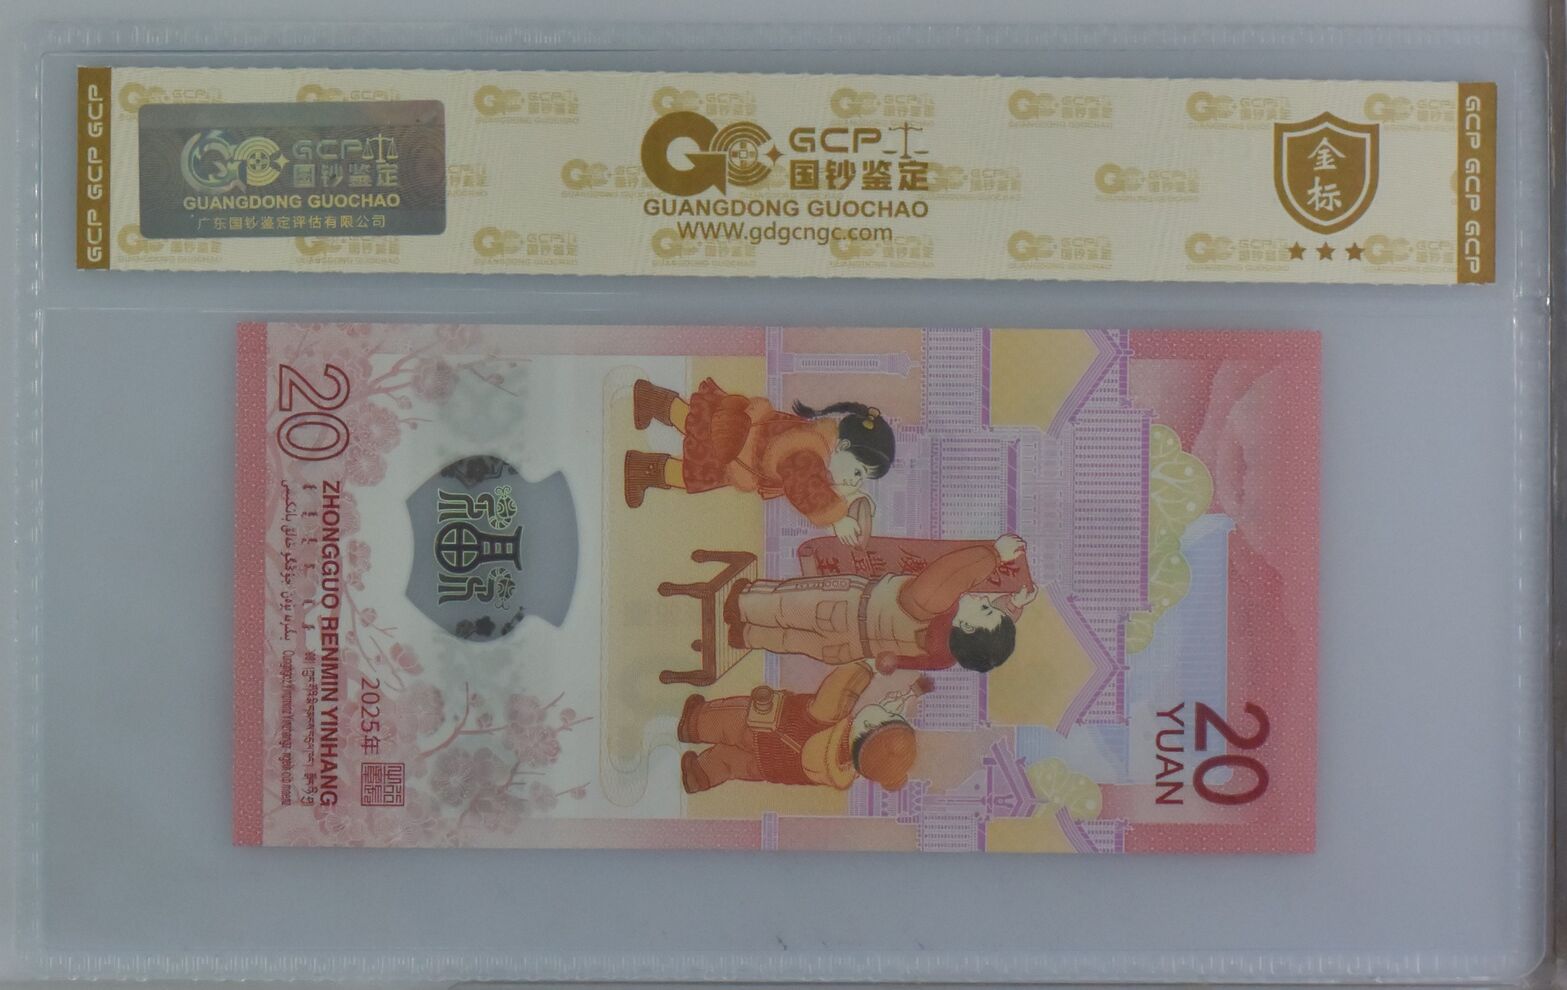 GCP GCP GCP
GCP
国钞鉴定
GUANGDONG GUOCHAO
广东国钞鉴定评估有限公司
GCP
国钞鉴定
GUANGDONG GUOCHAO
WWW.gdgcngc.com
金标
GCP GCP GCP
20
YUAN
20
ZHONGGUO RENMIN YINHANG
2025年